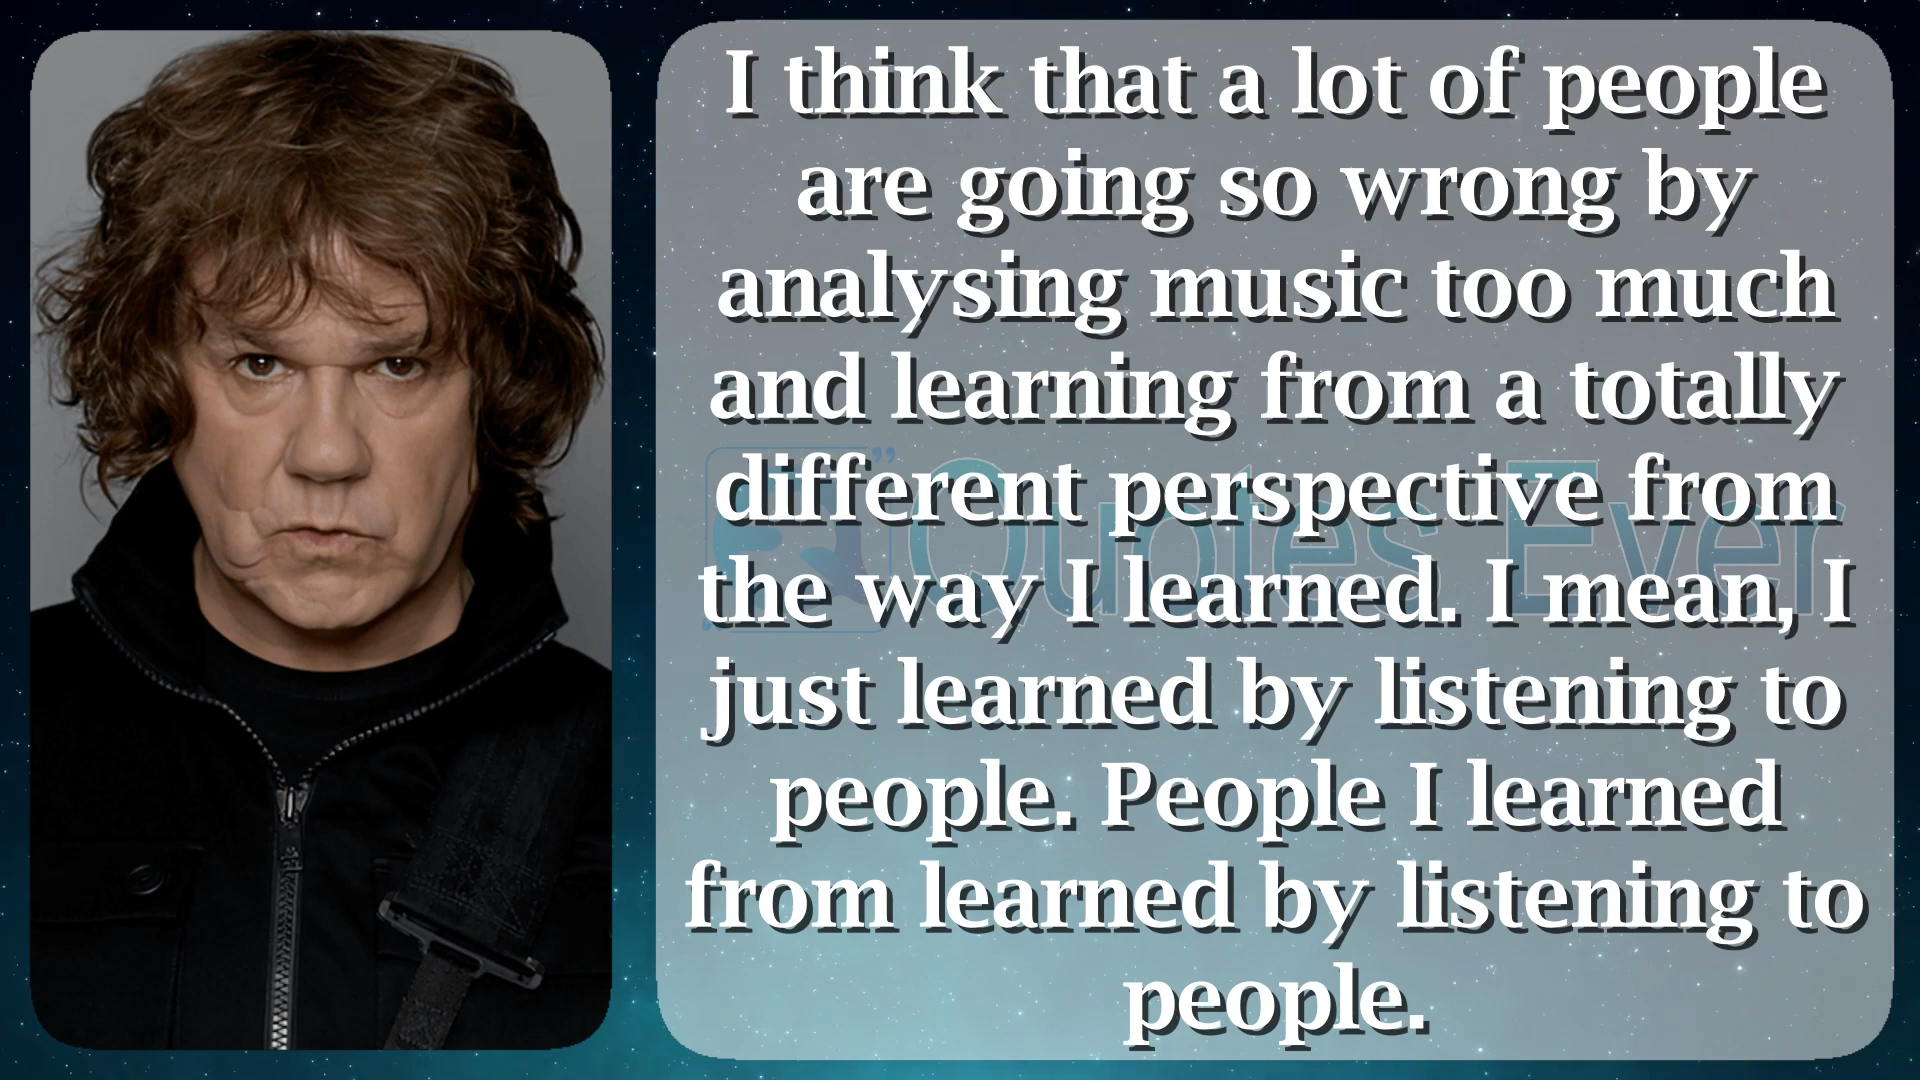 I think that a lot of people
are going so wrong by
analysing music too much
and learning from a totally
different perspective from
the way I learned. I mean, I
just learned by listening to
people. People I learned
from learned by listening to
people.
Quotes Ever